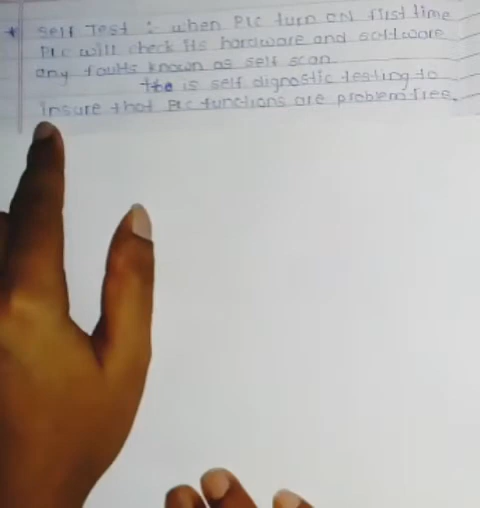 * Self Test : when PLC turn on first time
PLC will check its hardware and software
any faults known as self scan.
the is self dignostic testing to
insure that PLC functions are problem free.